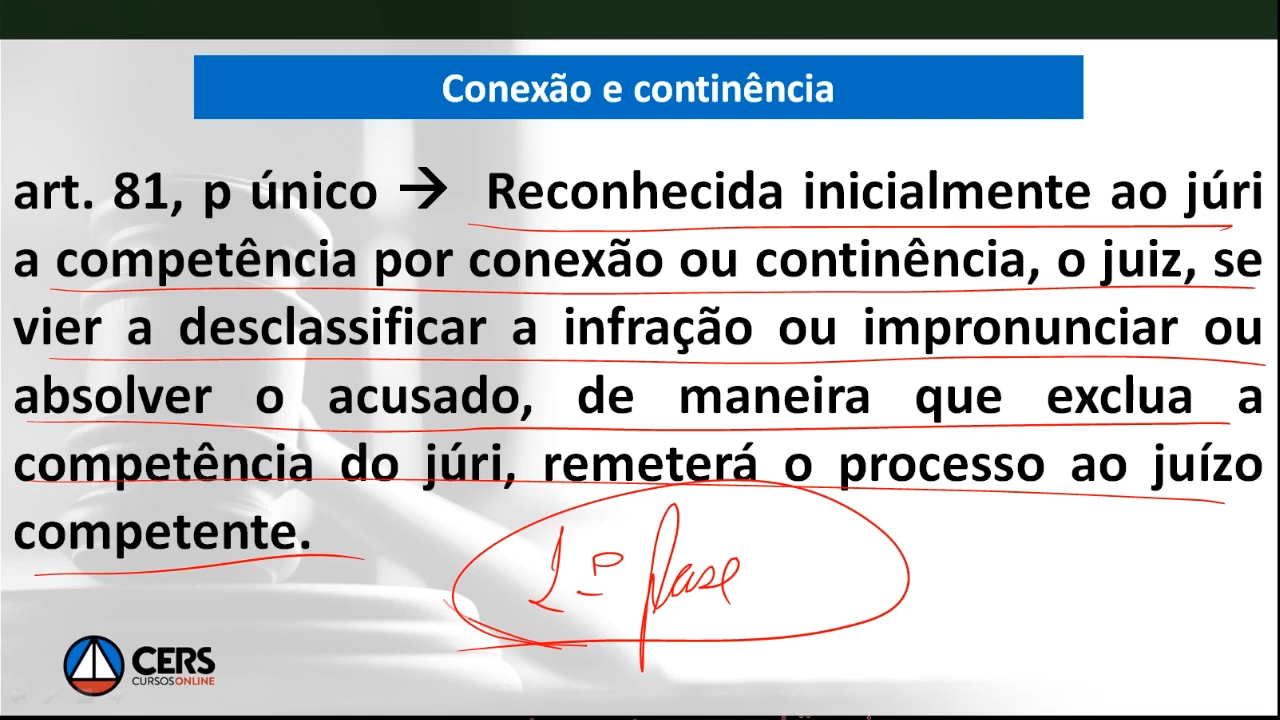 Conexão e continência
art. 81, p único → Reconhecida inicialmente ao júri
a competência por conexão ou continência, o juiz, se
vier a desclassificar a infração ou impronunciar ou
absolver o acusado, de maneira que exclua a
competência do júri, remeterá o processo ao juízo
competente.
1ª fase
CERS
CURSOS ONLINE